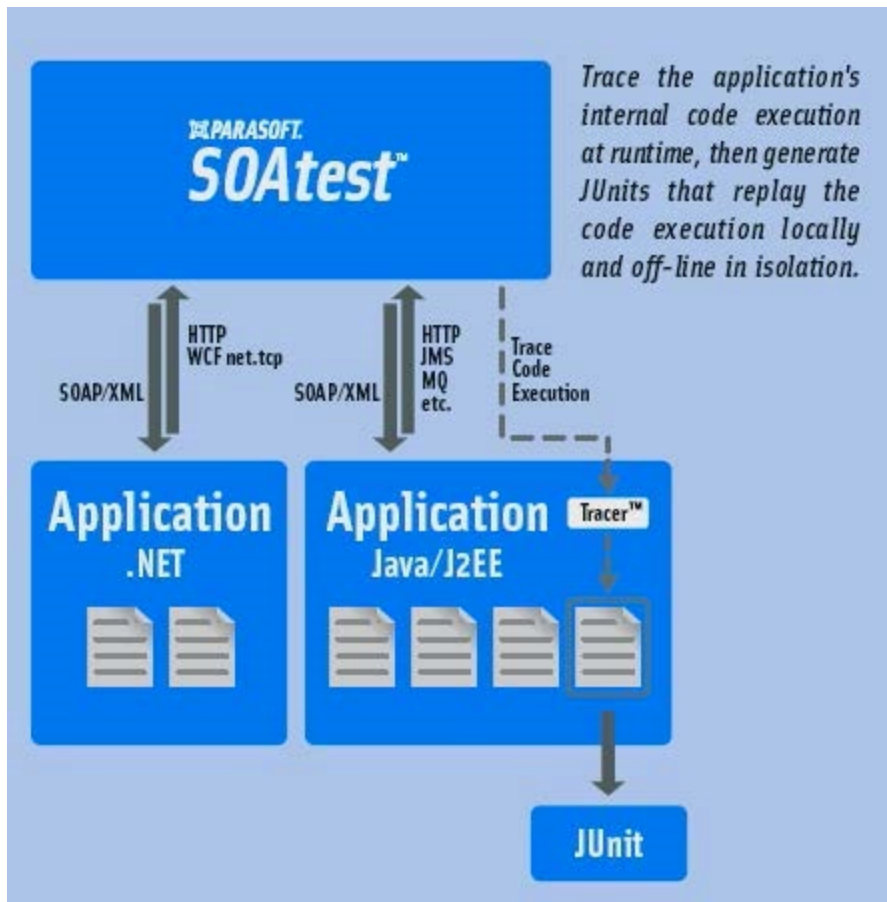 PARASOFT.
SOAtest™
Trace the application's
internal code execution
at runtime, then generate
JUnits that replay the
code execution locally
and off-line in isolation.
SOAP/XML
HTTP
WCF net.tcp
SOAP/XML
HTTP
JMS
MQ
etc.
Trace
Code
Execution
Application
.NET
Application
Java/J2EE
Tracer™
JUnit